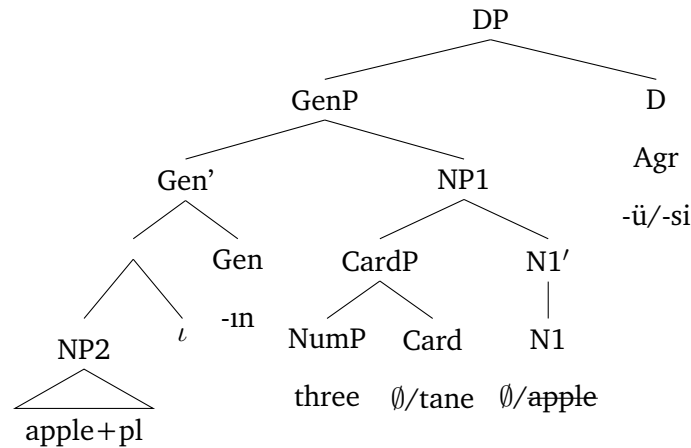 DP
GenP D
Agr
Gen’ NP1
-ü/-si
Gen CardP N1′
NP2 ι -ın NumP Card N1
three ∅/tane ∅/apple
apple+pl